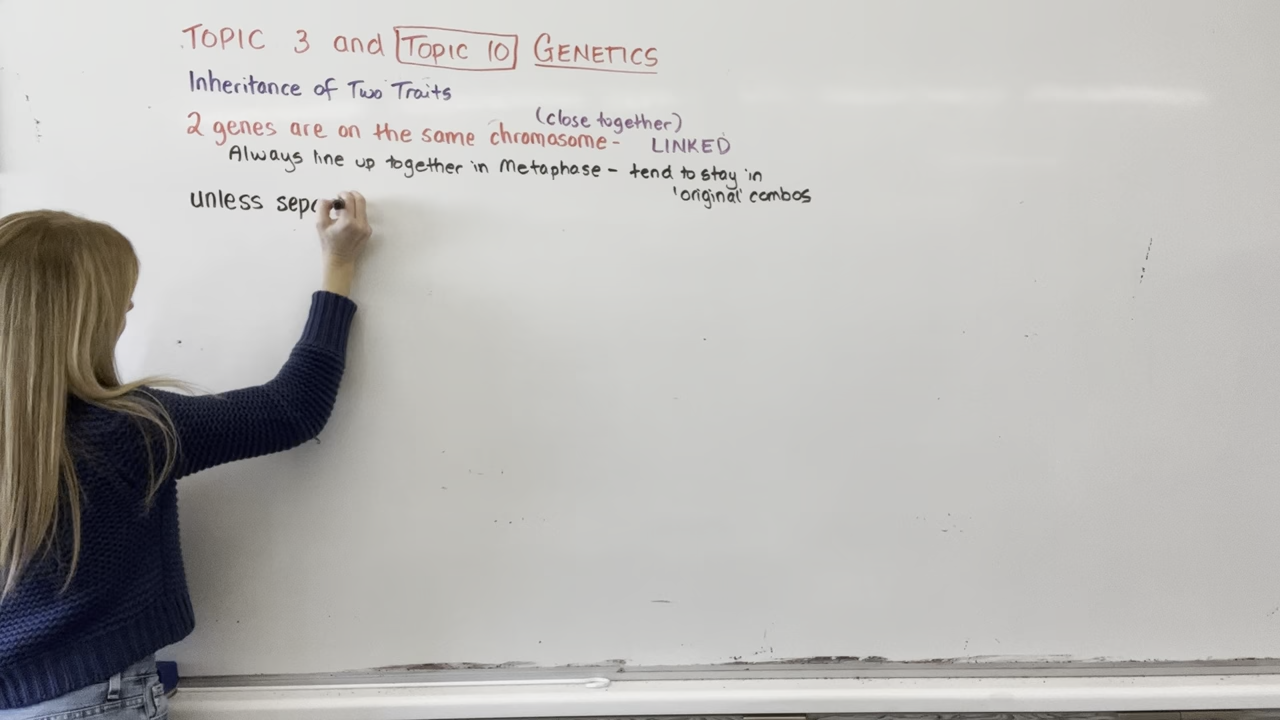 TOPIC 3 and TOPIC 10 GENETICS
Inheritance of Two Traits
(close together)
2 genes are on the same chromosome- LINKED
Always line up together in Metaphase - tend to stay in
'original' combos
unless sepa